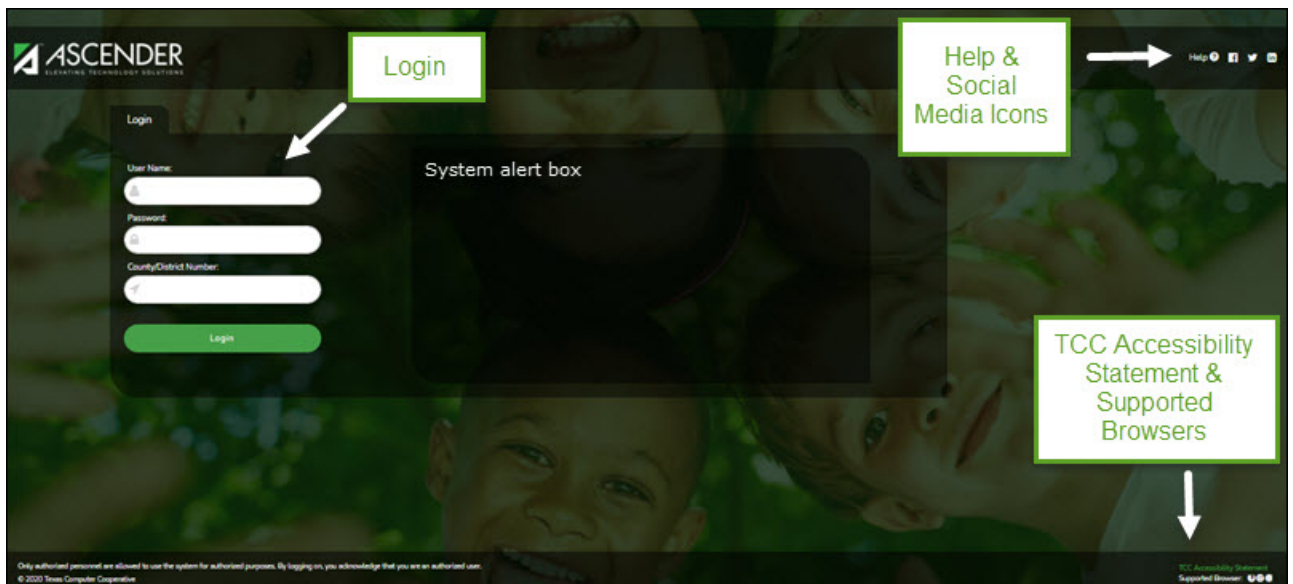 ASCENDER
ELEVATING TECHNOLOGY SOLUTIONS
Login
Help &
Social
Media Icons
Help
Login
User Name:
Password:
County/District Number:
Login
System alert box
TCC Accessibility
Statement &
Supported
Browsers
Only authorized personnel are allowed to use the system for authorized purposes. By logging on, you acknowledge that you are an authorized user.
© 2020 Texas Computer Cooperative
TCC Accessibility Statement
Supported Browser: